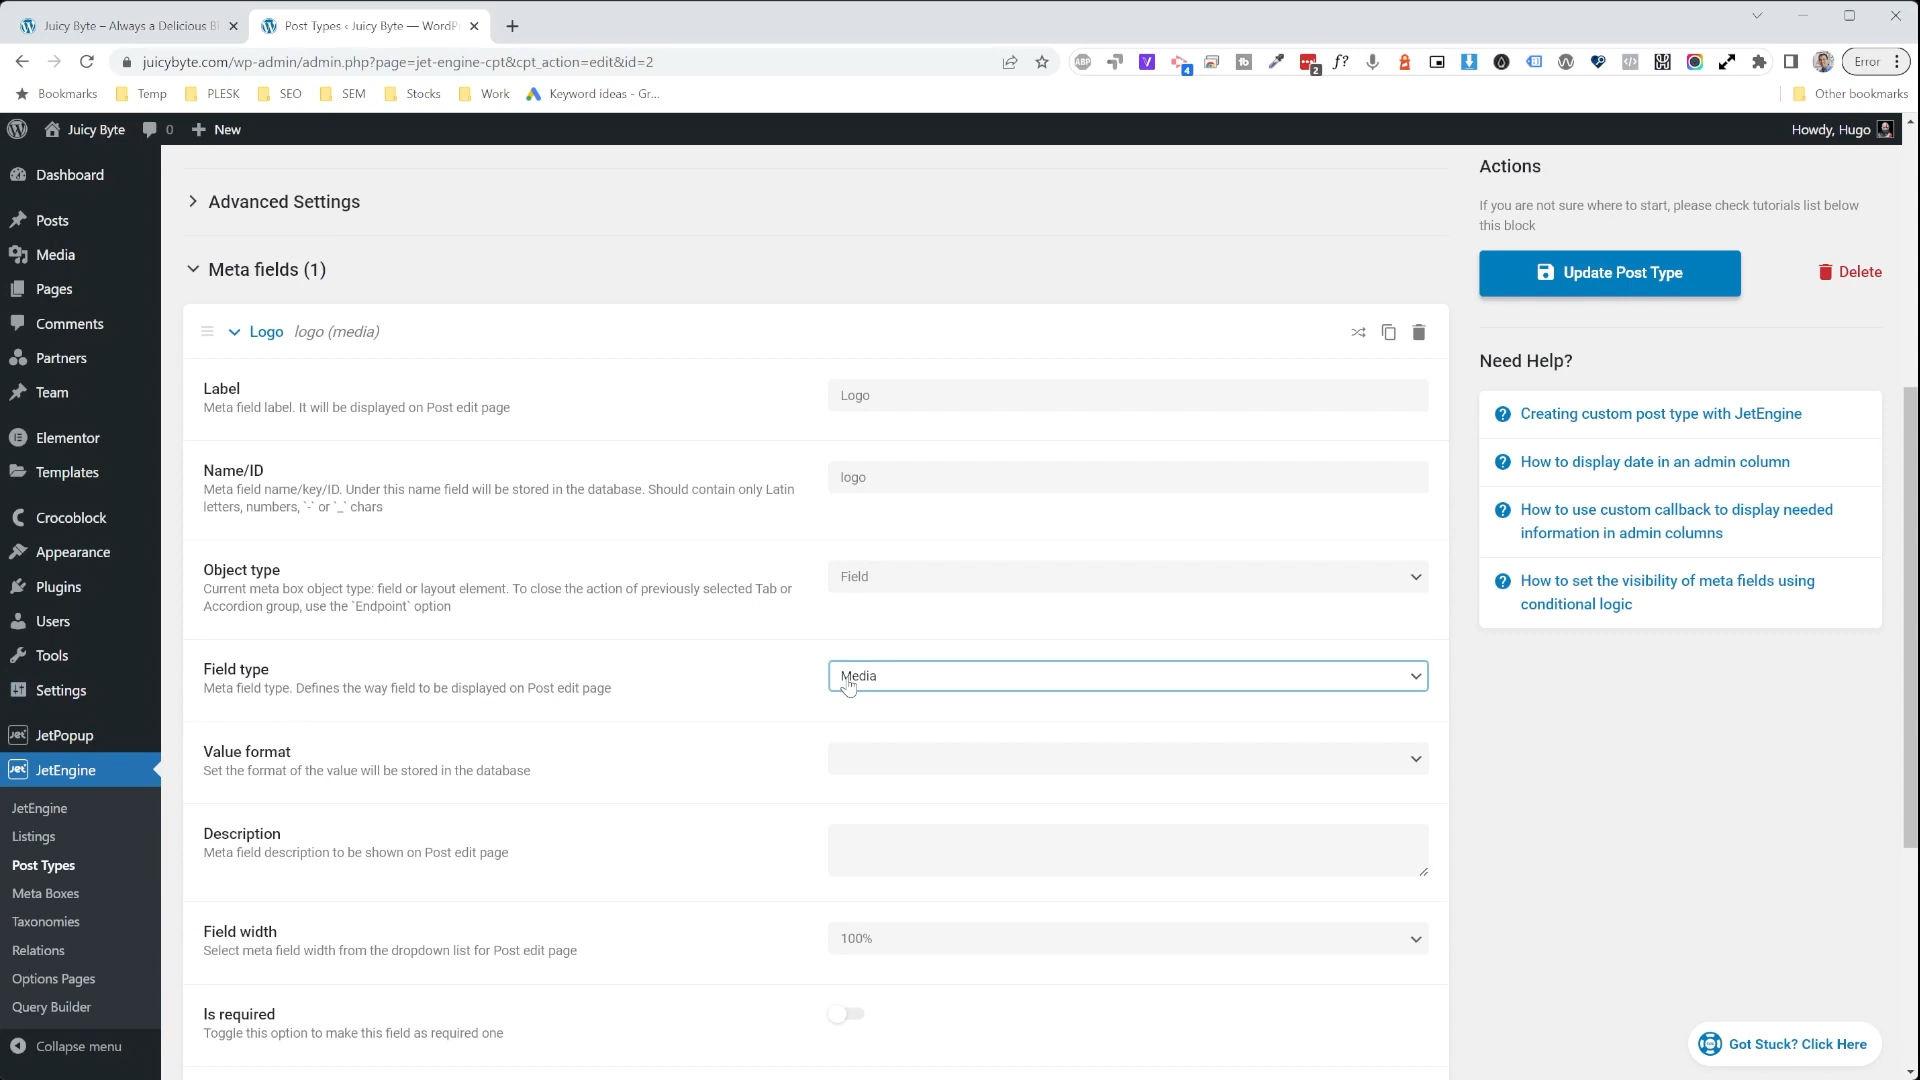 Juicy Byte – Always a Delicious Bi
Post Types ‹ Juicy Byte — WordPr
juicybyte.com/wp-admin/admin.php?page=jet-engine-cpt&cpt_action=edit&id=2
ABP
4
tb
2
f?
Error
Bookmarks
Temp
PLESK
SEO
SEM
Stocks
Work
Keyword ideas - Gr...
Other bookmarks
Juicy Byte
0
New
Howdy, Hugo
Dashboard
Posts
Media
Pages
Comments
Partners
Team
Elementor
Templates
Crocoblock
Appearance
Plugins
Users
Tools
Settings
JetPopup
JetEngine
JetEngine
Listings
Post Types
Meta Boxes
Taxonomies
Relations
Options Pages
Query Builder
Collapse menu
Advanced Settings
Meta fields (1)
Logo logo (media)
Label
Meta field label. It will be displayed on Post edit page
Logo
Name/ID
Meta field name/key/ID. Under this name field will be stored in the database. Should contain only Latin
letters, numbers, `-` or `_` chars
logo
Object type
Current meta box object type: field or layout element. To close the action of previously selected Tab or
Accordion group, use the `Endpoint` option
Field
Field type
Meta field type. Defines the way field to be displayed on Post edit page
Media
Value format
Set the format of the value will be stored in the database
Description
Meta field description to be shown on Post edit page
Field width
Select meta field width from the dropdown list for Post edit page
100%
Is required
Toggle this option to make this field as required one
Actions
If you are not sure where to start, please check tutorials list below
this block
Update Post Type
Delete
Need Help?
Creating custom post type with JetEngine
How to display date in an admin column
How to use custom callback to display needed
information in admin columns
How to set the visibility of meta fields using
conditional logic
Got Stuck? Click Here